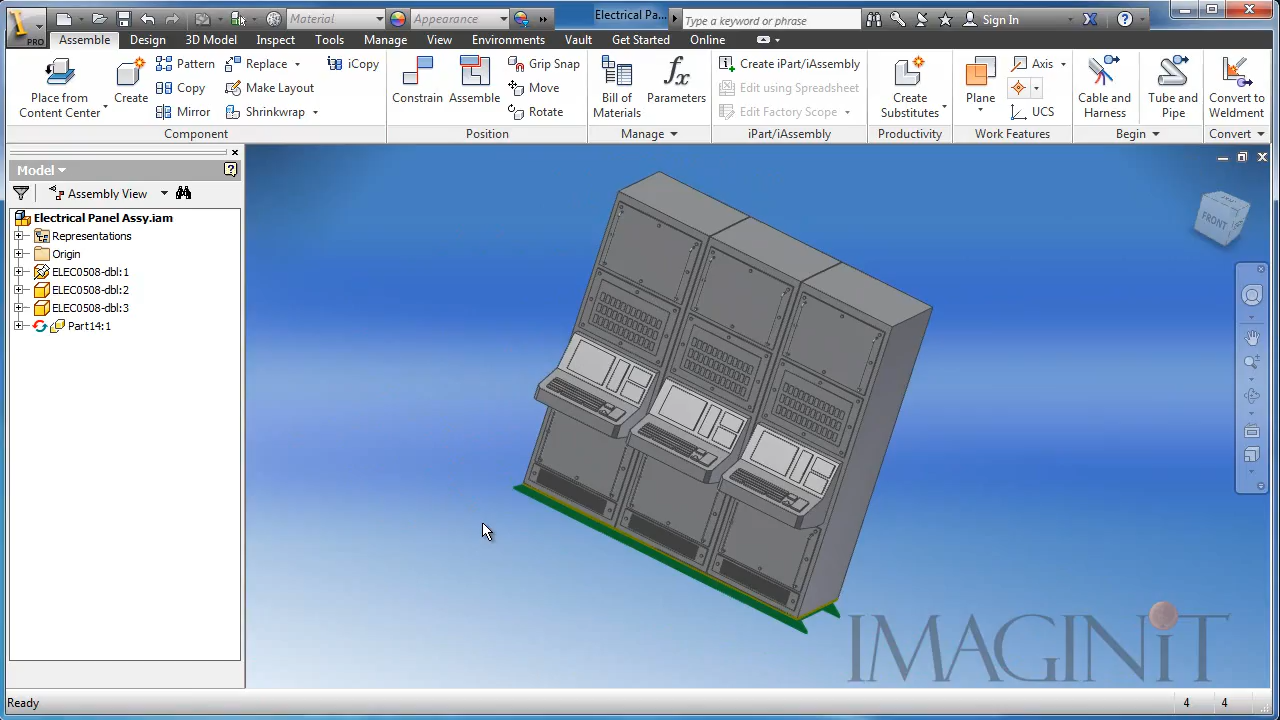 PRO
Material
Appearance
Electrical Pa...
Type a keyword or phrase
Sign In
Assemble Design 3D Model Inspect Tools Manage View Environments Vault Get Started Online
Place from Content Center
Create
Pattern
Copy
Mirror
Replace
Make Layout
Shrinkwrap
iCopy
Component
Constrain
Assemble
Grip Snap
Move
Rotate
Position
Bill of Materials
Parameters
Manage
Create iPart/iAssembly
Edit using Spreadsheet
Edit Factory Scope
iPart/iAssembly
Create Substitutes
Productivity
Plane
Axis
UCS
Work Features
Cable and Harness
Tube and Pipe
Begin
Convert to Weldment
Convert
Model
Assembly View
Electrical Panel Assy.iam
Representations
Origin
ELEC0508-dbl:1
ELEC0508-dbl:2
ELEC0508-dbl:3
Part14:1
FRONT
IMAGINiT
Ready
4 4